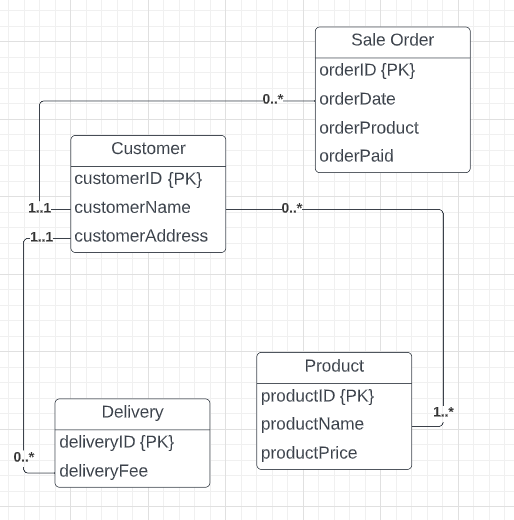 Sale Order
orderID {PK}
orderDate
orderProduct
orderPaid
0..*
Customer
customerID {PK}
customerName
customerAddress
1..1
1..1
0..*
Product
productID {PK}
productName
productPrice
1..*
Delivery
deliveryID {PK}
deliveryFee
0..*